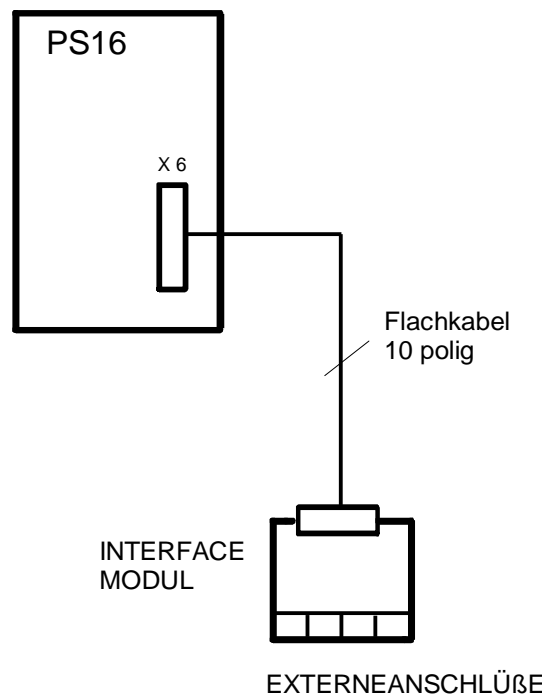 PS16
X 6
Flachkabel
10 polig
INTERFACE
MODUL
EXTERNEANSCHLÜßE